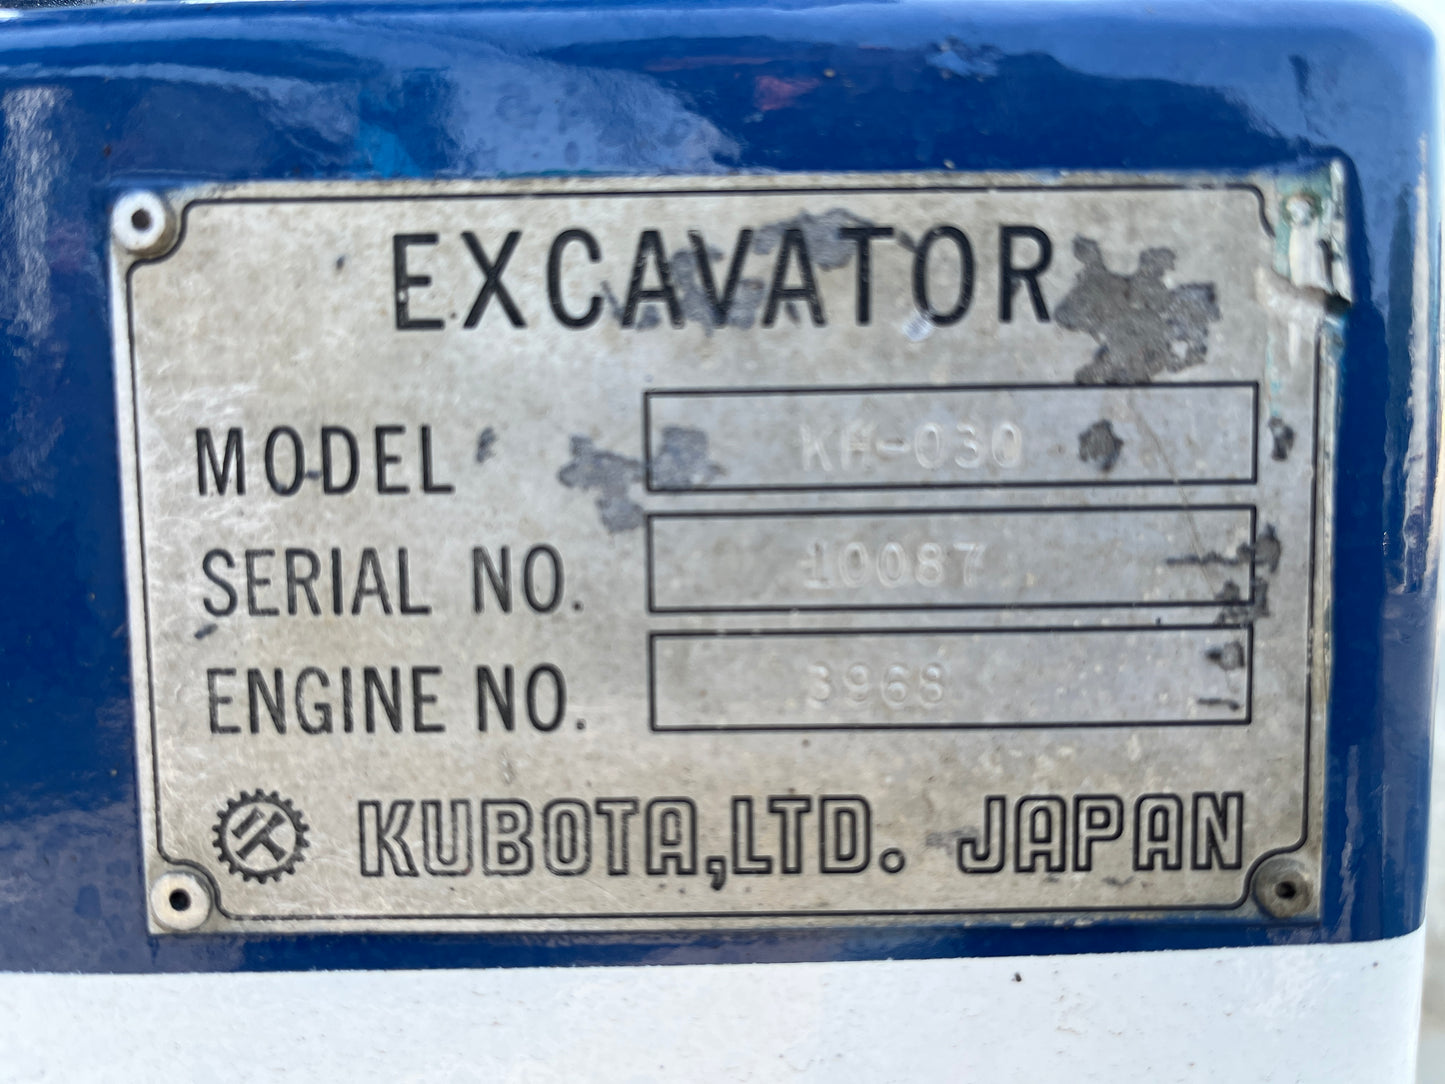 EXCAVATOR
MODEL KH-030
SERIAL NO. 10087
ENGINE NO. 3968
KUBOTA,LTD. JAPAN